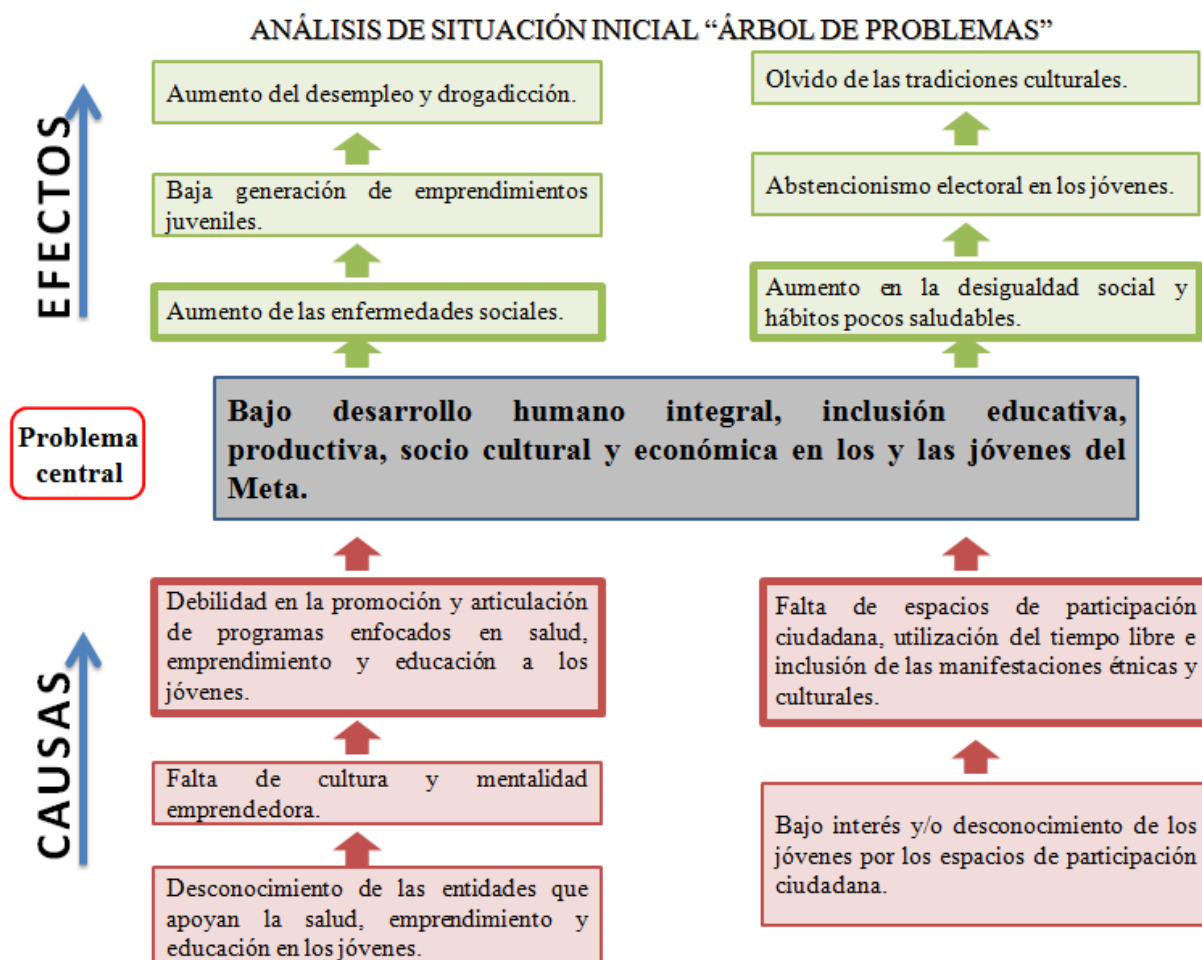 ANÁLISIS DE SITUACIÓN INICIAL “ÁRBOL DE PROBLEMAS”
EFECTOS
Aumento del desempleo y drogadicción.
Baja generación de emprendimientos
juveniles.
Aumento de las enfermedades sociales.
Olvido de las tradiciones culturales.
Abstencionismo electoral en los jóvenes.
Aumento en la desigualdad social y
hábitos pocos saludables.
Problema
central
Bajo desarrollo humano integral, inclusión educativa,
productiva, socio cultural y económica en los y las jóvenes del
Meta.
CAUSAS
Debilidad en la promoción y articulación
de programas enfocados en salud,
emprendimiento y educación a los
jóvenes.
Falta de cultura y mentalidad
emprendedora.
Desconocimiento de las entidades que
apoyan la salud, emprendimiento y
educación en los jóvenes.
Falta de espacios de participación
ciudadana, utilización del tiempo libre e
inclusión de las manifestaciones étnicas y
culturales.
Bajo interés y/o desconocimiento de los
jóvenes por los espacios de participación
ciudadana.